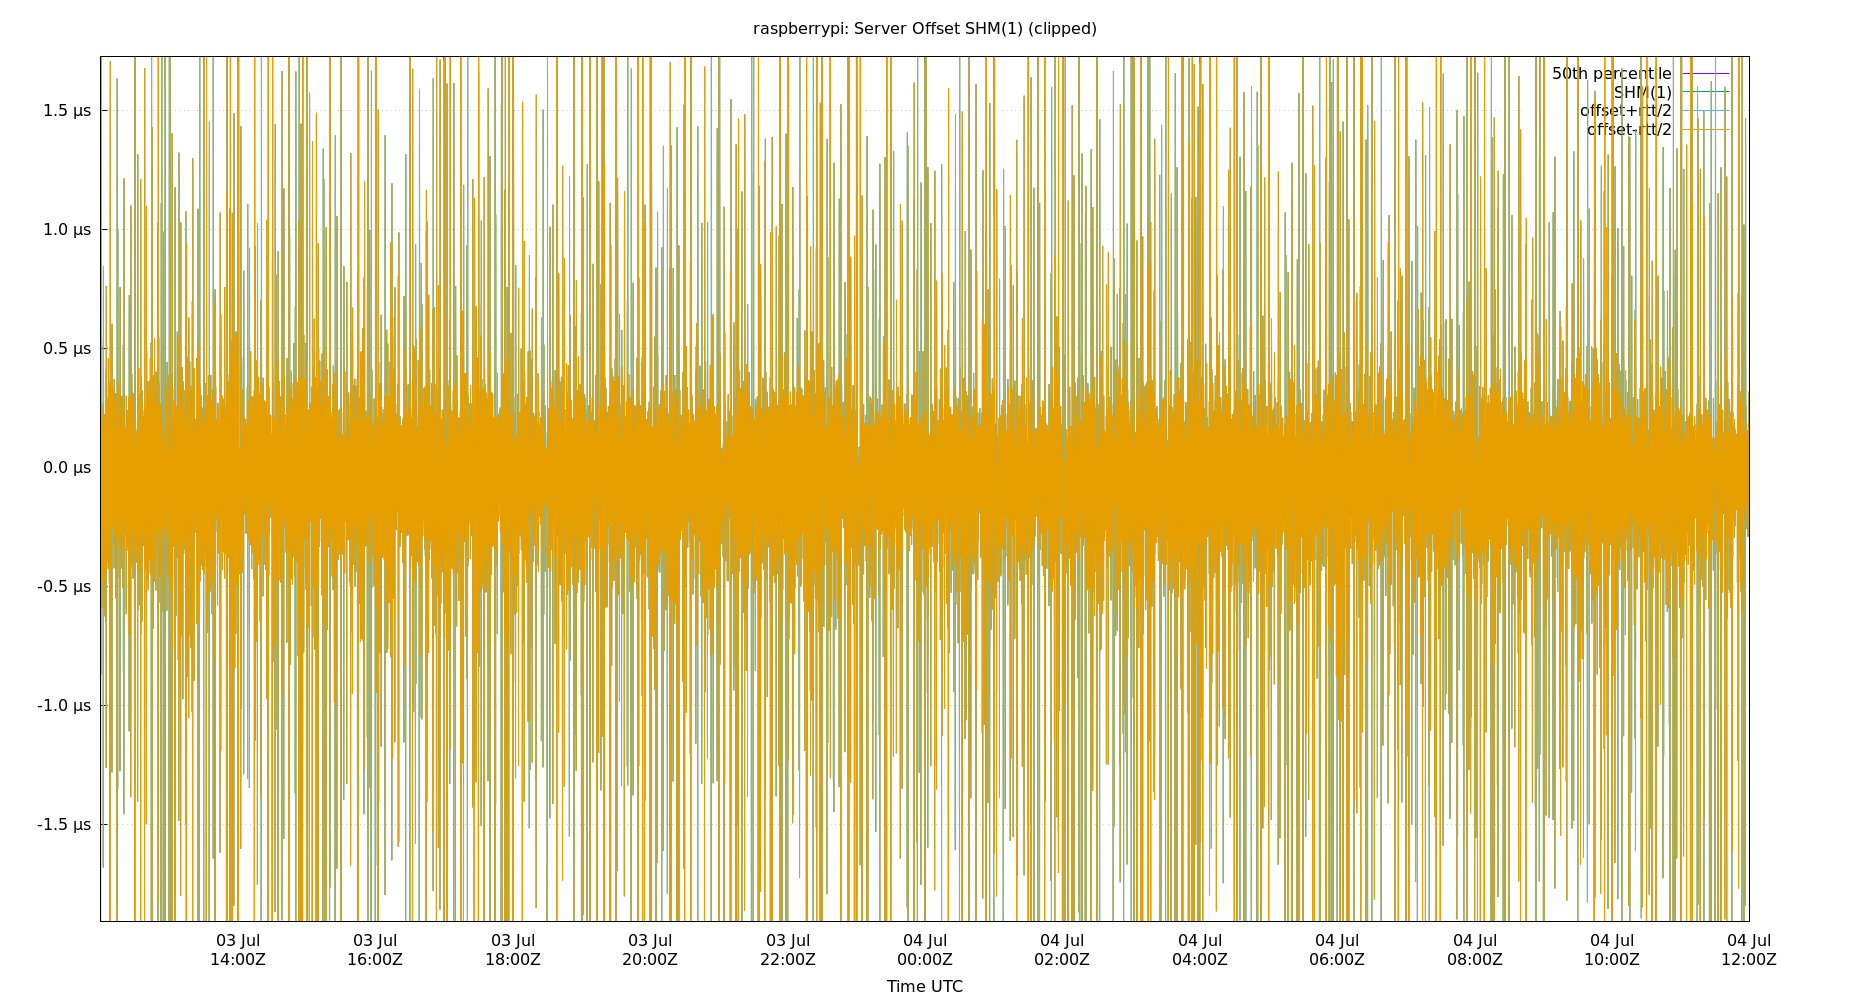 raspberrypi: Server Offset SHM(1) (clipped)
50th percentile
SHM(1)
offset+rtt/2
offset-rtt/2
1.5 µs
1.0 µs
0.5 µs
0.0 µs
-0.5 µs
-1.0 µs
-1.5 µs
03 Jul 03 Jul 03 Jul 03 Jul 03 Jul 04 Jul 04 Jul 04 Jul 04 Jul 04 Jul 04 Jul 04 Jul
14:00Z 16:00Z 18:00Z 20:00Z 22:00Z 00:00Z 02:00Z 04:00Z 06:00Z 08:00Z 10:00Z 12:00Z
Time UTC